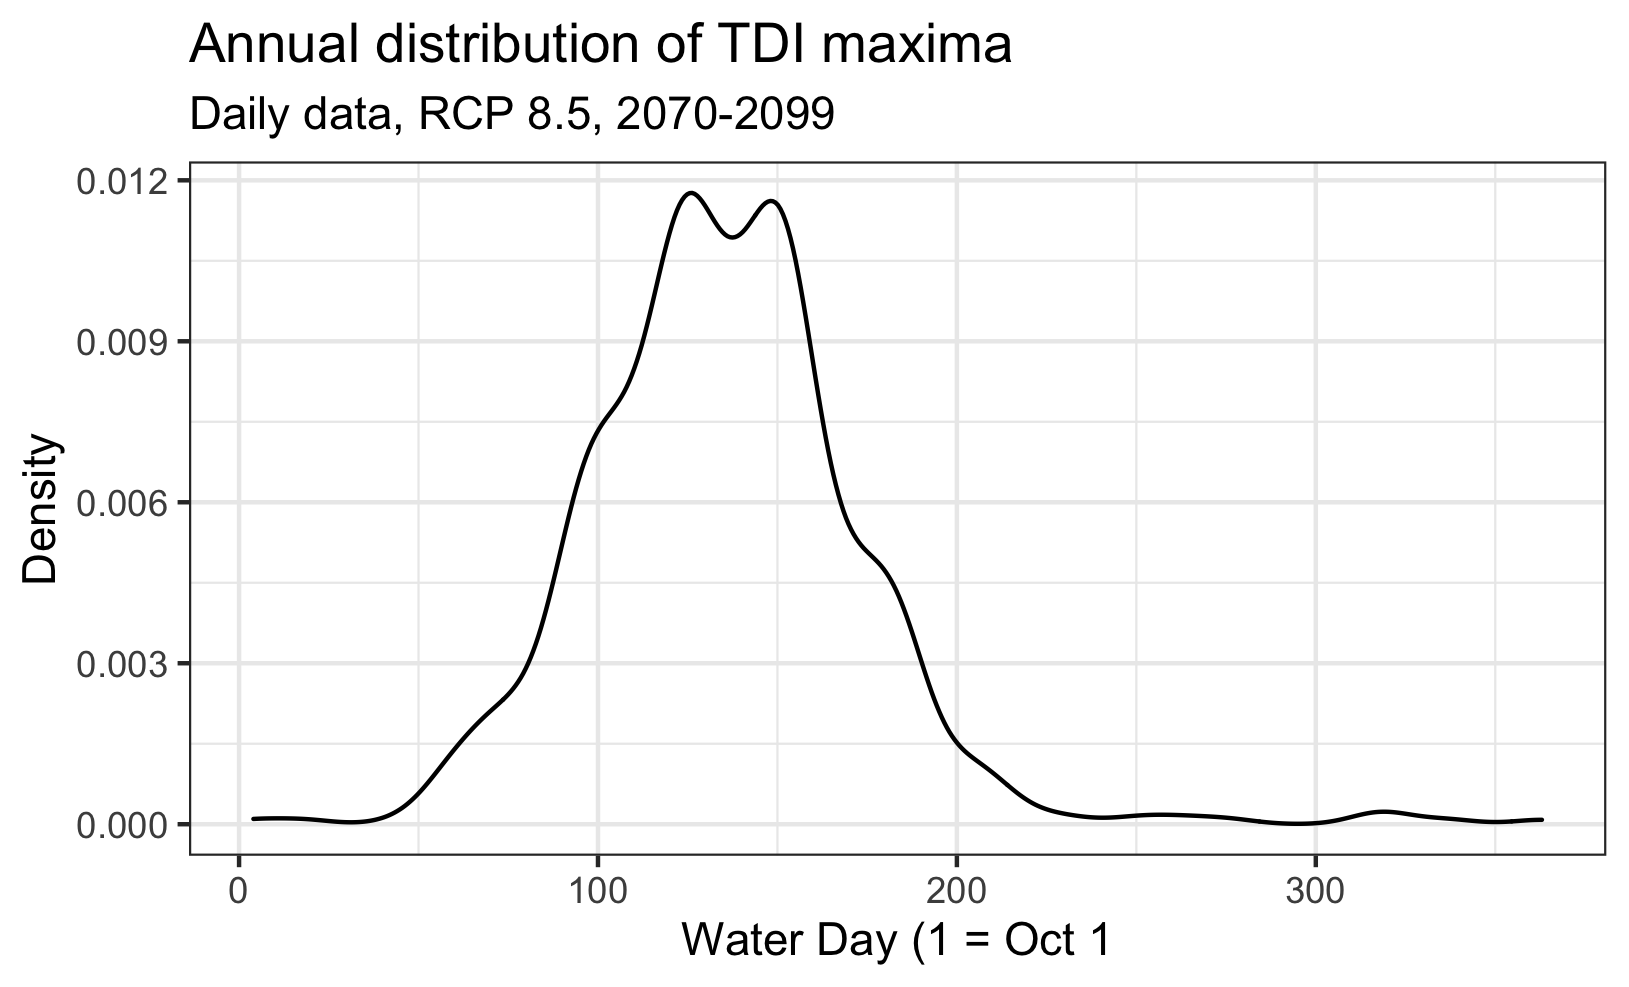 Annual distribution of TDI maxima
Daily data, RCP 8.5, 2070-2099
0.012
0.009
0.006
0.003
0.000
Density
0
100
200
300
Water Day (1 = Oct 1